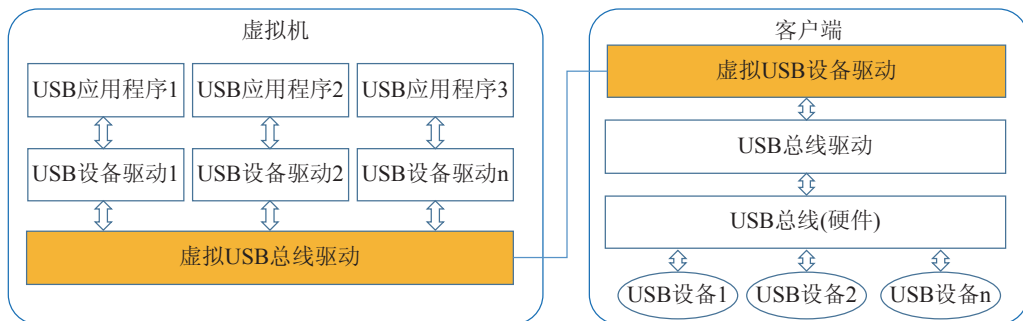 虚拟机
USB应用程序1
USB应用程序2
USB应用程序3
USB设备驱动1
USB设备驱动2
USB设备驱动n
虚拟USB总线驱动
客户端
虚拟USB设备驱动
USB总线驱动
USB总线(硬件)
USB设备1
USB设备2
USB设备n